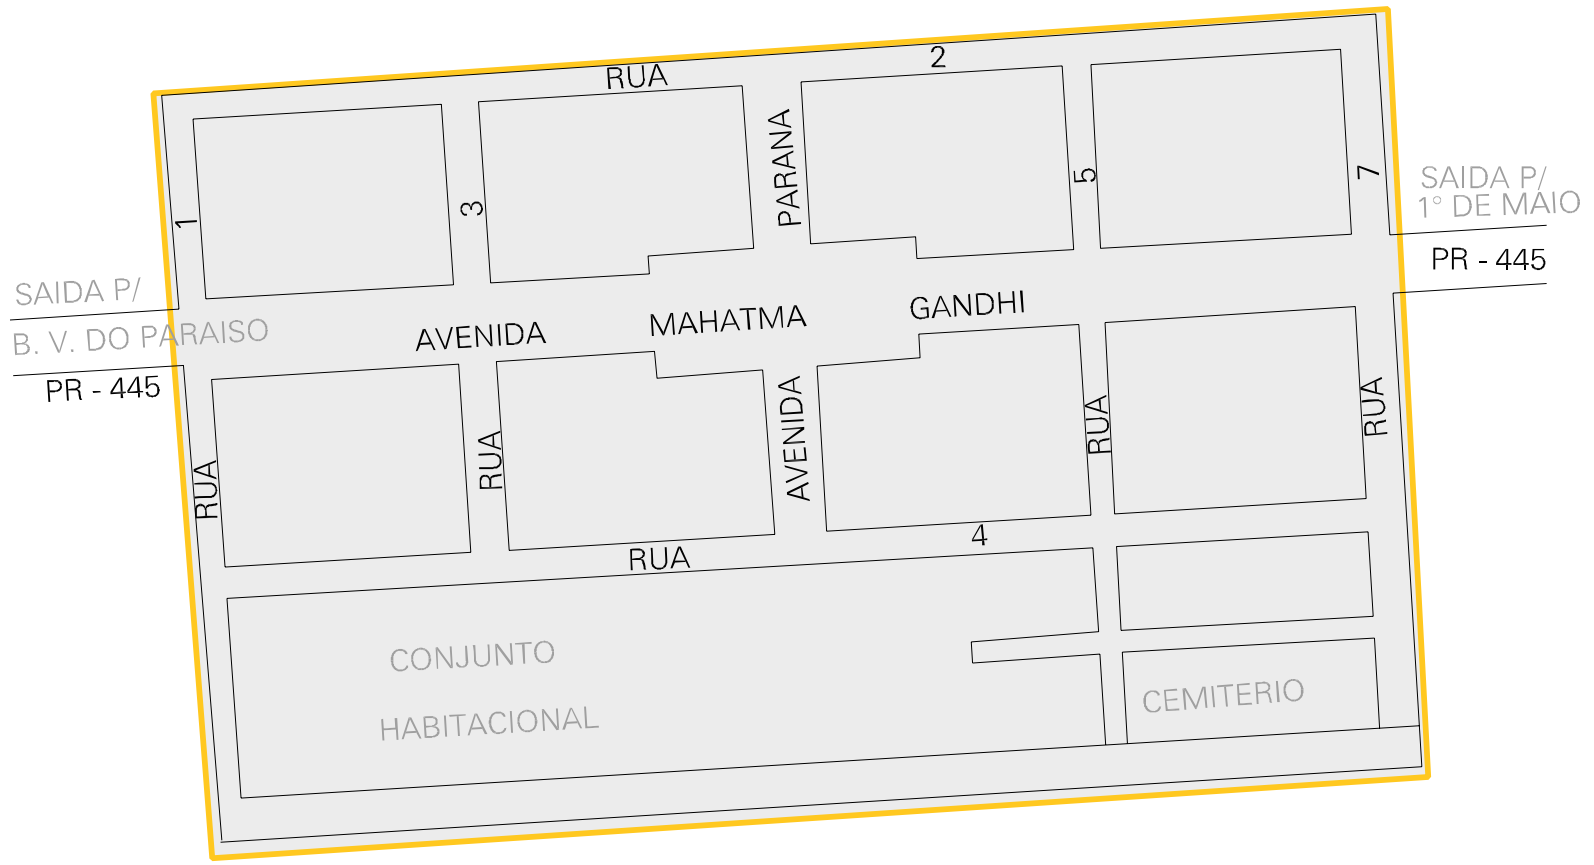 RUA 2
AVENIDA PARANA
RUA 1
RUA 3
RUA 5
RUA 7
SAIDA P/
1° DE MAIO
PR - 445
SAIDA P/
B. V. DO PARAISO
PR - 445
AVENIDA MAHATMA GANDHI
RUA 4
CONJUNTO
HABITACIONAL
CEMITERIO